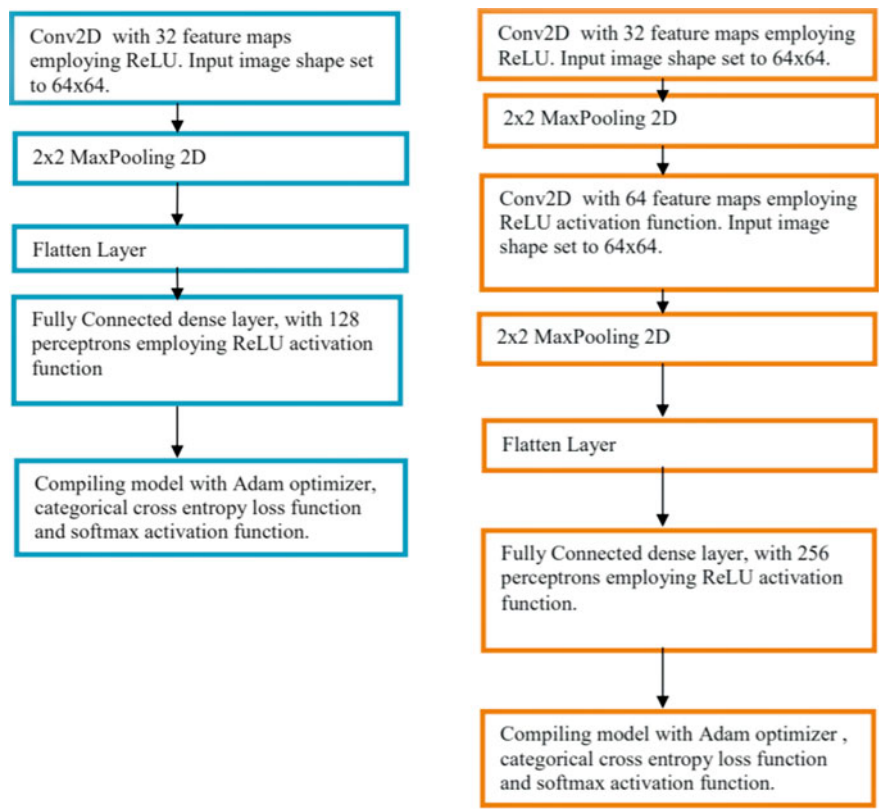 Conv2D with 32 feature maps
employing ReLU. Input image shape set
to 64x64.
2x2 MaxPooling 2D
Flatten Layer
Fully Connected dense layer, with 128
perceptrons employing ReLU activation
function
Compiling model with Adam optimizer,
categorical cross entropy loss function
and softmax activation function.
Conv2D with 32 feature maps employing
ReLU. Input image shape set to 64x64.
2x2 MaxPooling 2D
Conv2D with 64 feature maps employing
ReLU activation function. Input image
shape set to 64x64.
2x2 MaxPooling 2D
Flatten Layer
Fully Connected dense layer, with 256
perceptrons employing ReLU activation
function.
Compiling model with Adam optimizer ,
categorical cross entropy loss function
and softmax activation function.